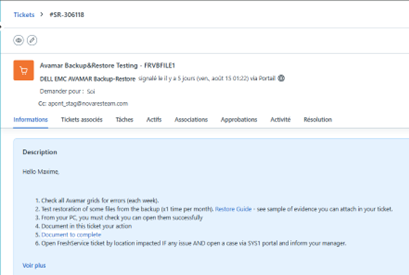 Tickets > #SR-306118
Avamar Backup&Restore Testing - FRVBFILE1
DELL EMC AVAMAR Backup-Restore signalé le il y a 5 jours (ven, août 15 01:22) via Portail
Demander pour : Soi
Cc: apont_stag@novaresteam.com
Informations Tickets associés Tâches Actifs Associations Approbations Activité Résolution
Description
Hello Maxime,
1. Check all Avamar grids for errors (each week).
2. Test restoration of some files from the backup (≥1 time per month). Restore Guide - see sample of evidence you can attach in your ticket.
3. From your PC, you must check you can open them successfully
4. Document in this ticket your action
5. Document to complete
6. Open FreshService ticket by location impacted IF any issue AND open a case via SYS1 portal and inform your manager.
Voir plus